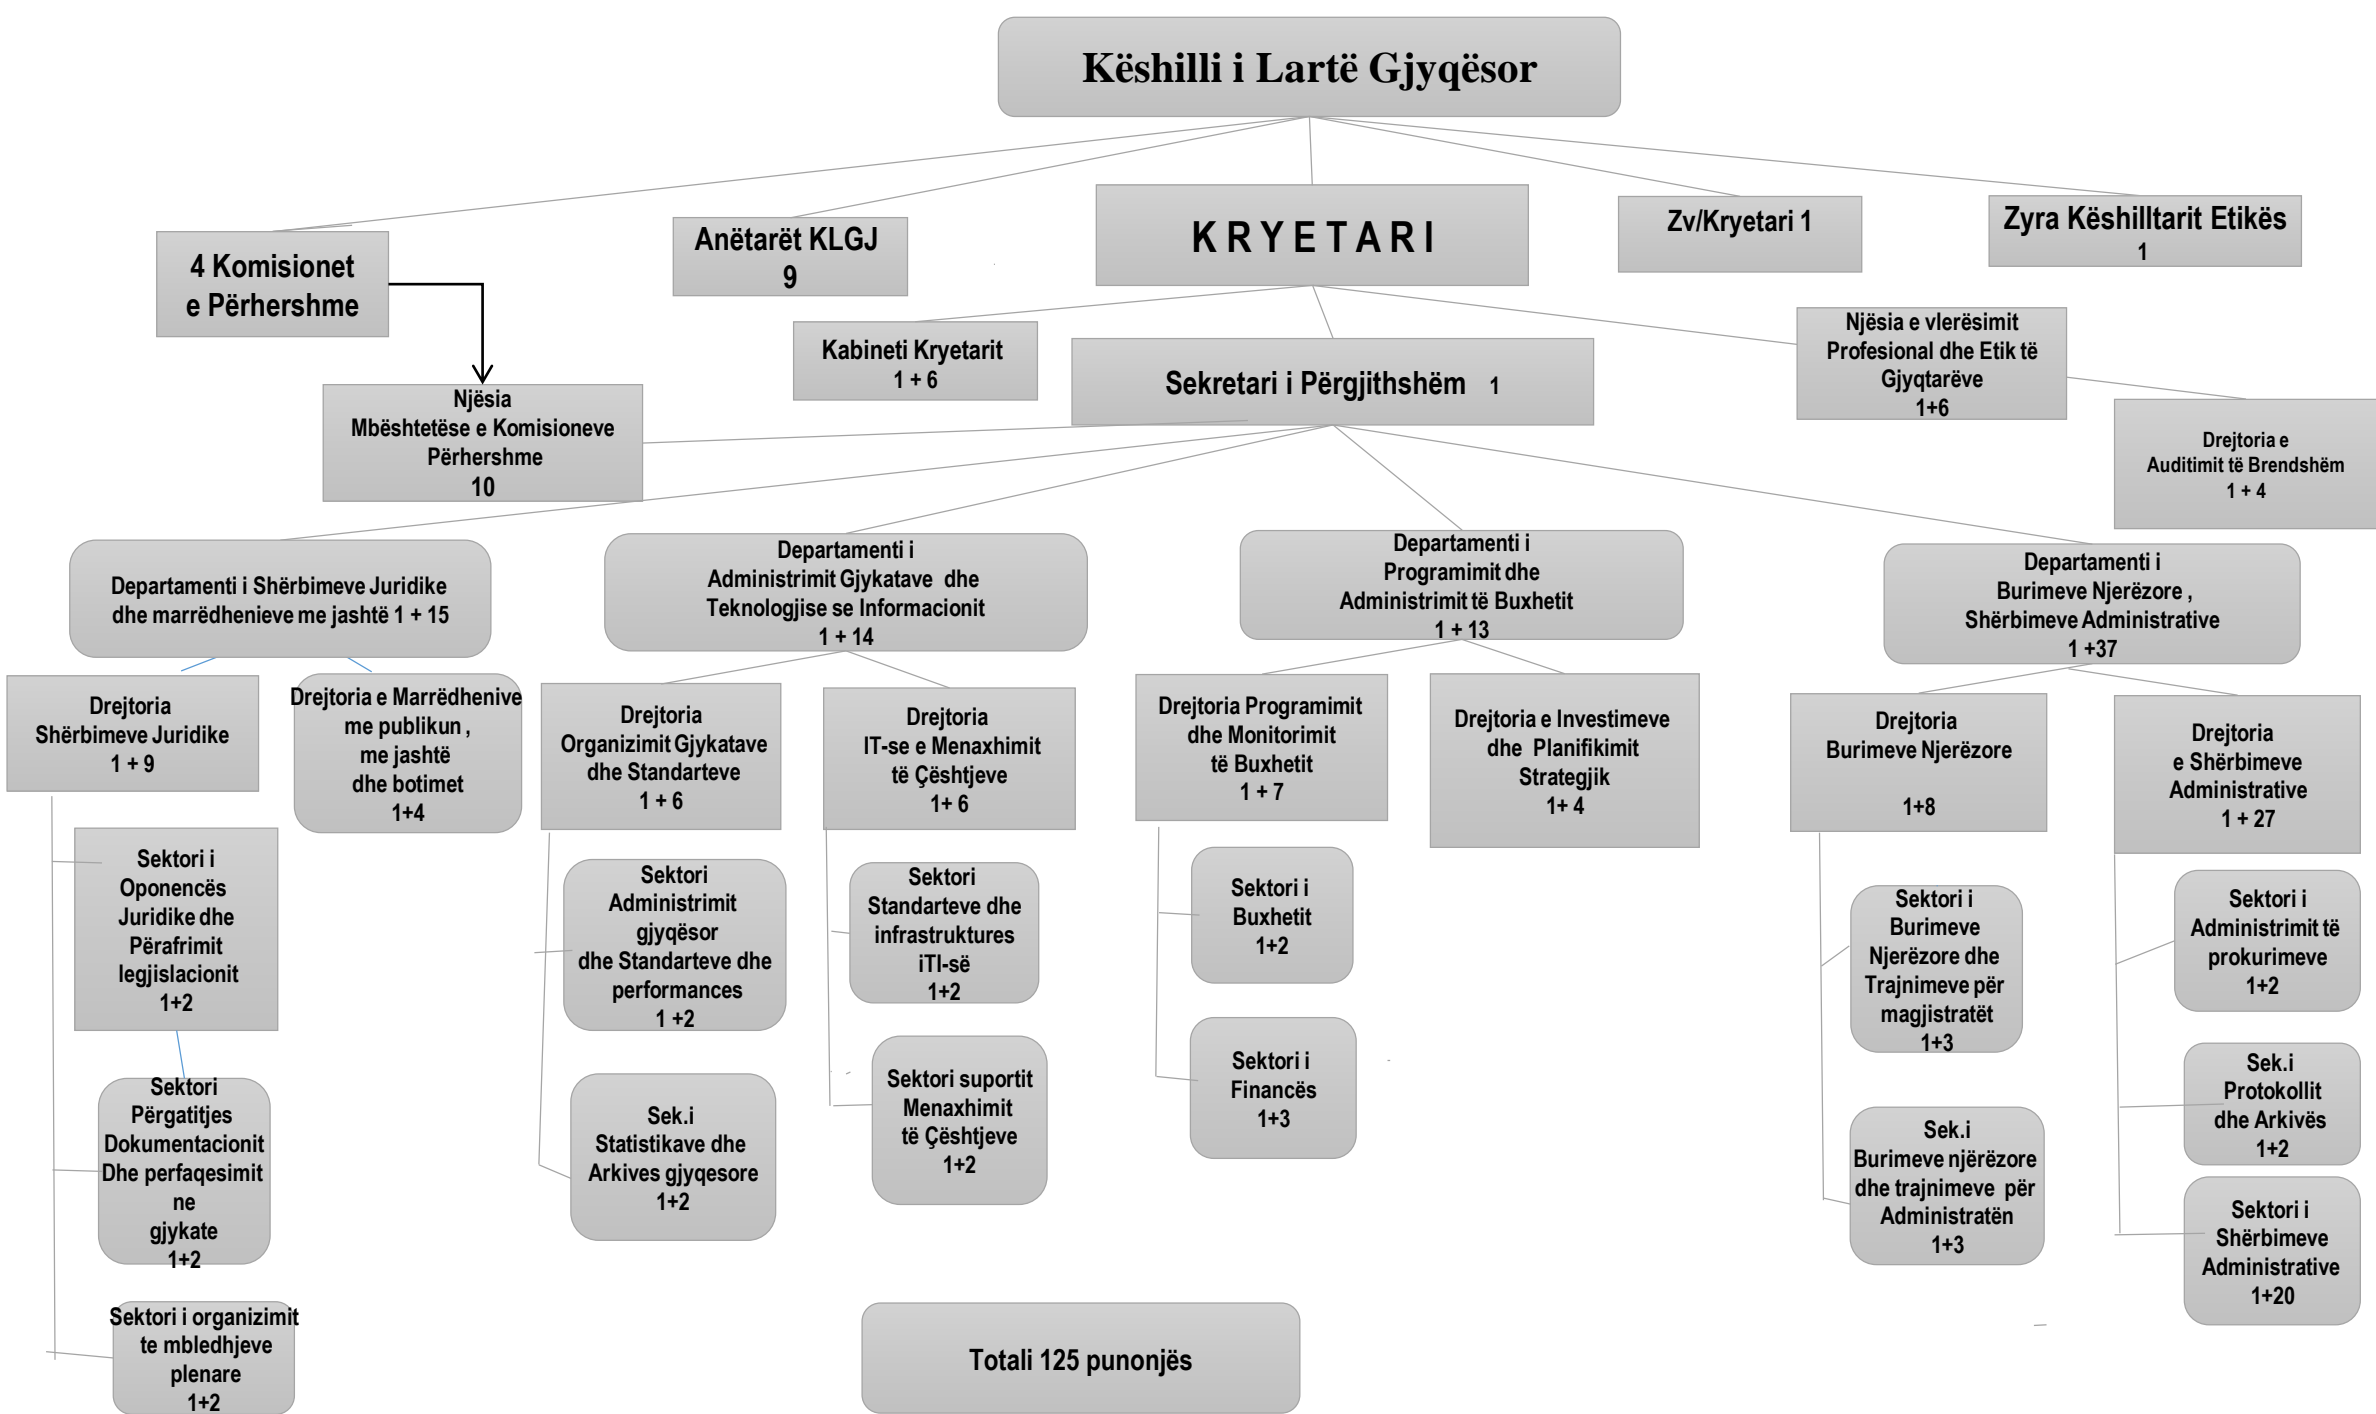 Këshilli i Lartë Gjyqësor
4 Komisionet
e Përhershme
Anëtarët KLGJ
9
K R Y E T A R I
Zv/Kryetari 1
Zyra Këshilltarit Etikës
1
Kabineti Kryetarit
1 + 6
Sekretari i Përgjithshëm 1
Njësia e vlerësimit
Profesional dhe Etik të
Gjyqtarëve
1+6
Njësia
Mbështetëse e Komisioneve
Përhershme
10
Drejtoria e
Auditimit të Brendshëm
1 + 4
Departamenti i Shërbimeve Juridike
dhe marrëdhenieve me jashtë 1 + 15
Departamenti i
Administrimit Gjykatave dhe
Teknologjise se Informacionit
1 + 14
Departamenti i
Programimit dhe
Administrimit të Buxhetit
1 + 13
Departamenti i
Burimeve Njerëzore ,
Shërbimeve Administrative
1 +37
Drejtoria
Shërbimeve Juridike
1 + 9
Drejtoria e Marrëdhenive
me publikun ,
me jashtë
dhe botimet
1+4
Drejtoria
Organizimit Gjykatave
dhe Standarteve
1 + 6
Drejtoria
IT-se e Menaxhimit
të Çështjeve
1+ 6
Drejtoria Programimit
dhe Monitorimit
të Buxhetit
1 + 7
Drejtoria e Investimeve
dhe Planifikimit
Strategjik
1+ 4
Drejtoria
Burimeve Njerëzore
1+8
Drejtoria
e Shërbimeve
Administrative
1 + 27
Sektori i
Oponencës
Juridike dhe
Përafrimit
legjislacionit
1+2
Sektori
Administrimit
gjyqësor
dhe Standarteve dhe
performances
1 +2
Sektori
Standarteve dhe
infrastruktures
iTI-së
1+2
Sektori i
Buxhetit
1+2
Sektori i
Burimeve
Njerëzore dhe
Trajnimeve për
magjistratët
1+3
Sektori i
Administrimit të
prokurimeve
1+2
Sektori
Përgatitjes
Dokumentacionit
Dhe perfaqesimit
ne
gjykate
1+2
Sek.i
Statistikave dhe
Arkives gjyqesore
1+2
Sektori suportit
Menaxhimit
të Çështjeve
1+2
Sektori i
Financës
1+3
Sek.i
Burimeve njërëzore
dhe trajnimeve për
Administratën
1+3
Sek.i
Protokollit
dhe Arkivës
1+2
Sektori i
Shërbimeve
Administrative
1+20
Sektori i organizimit
te mbledhjeve
plenare
1+2
Totali 125 punonjës